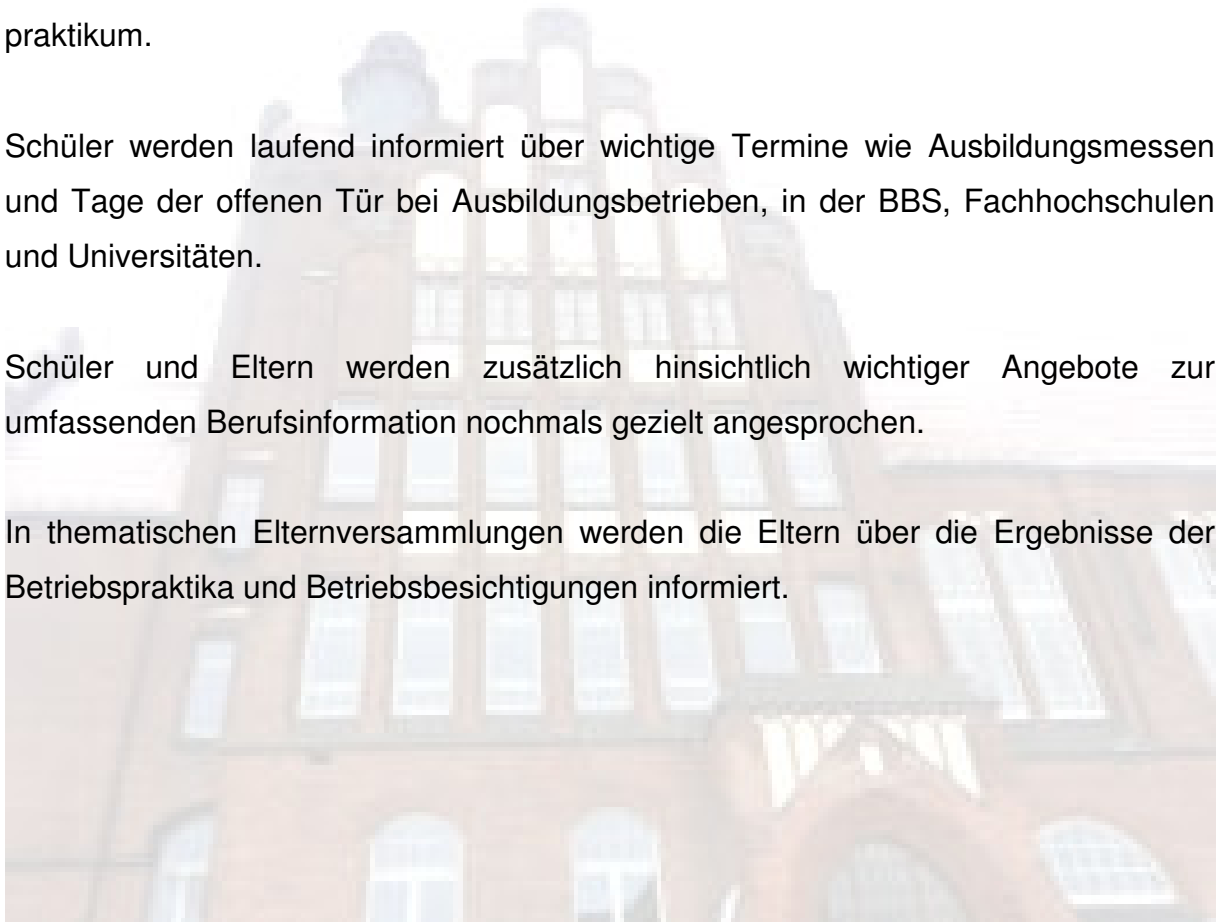 praktikum.
Schüler werden laufend informiert über wichtige Termine wie Ausbildungsmessen
und Tage der offenen Tür bei Ausbildungsbetrieben, in der BBS, Fachhochschulen
und Universitäten.
Schüler und Eltern werden zusätzlich hinsichtlich wichtiger Angebote zur
umfassenden Berufsinformation nochmals gezielt angesprochen.
In thematischen Elternversammlungen werden die Eltern über die Ergebnisse der
Betriebspraktika und Betriebsbesichtigungen informiert.